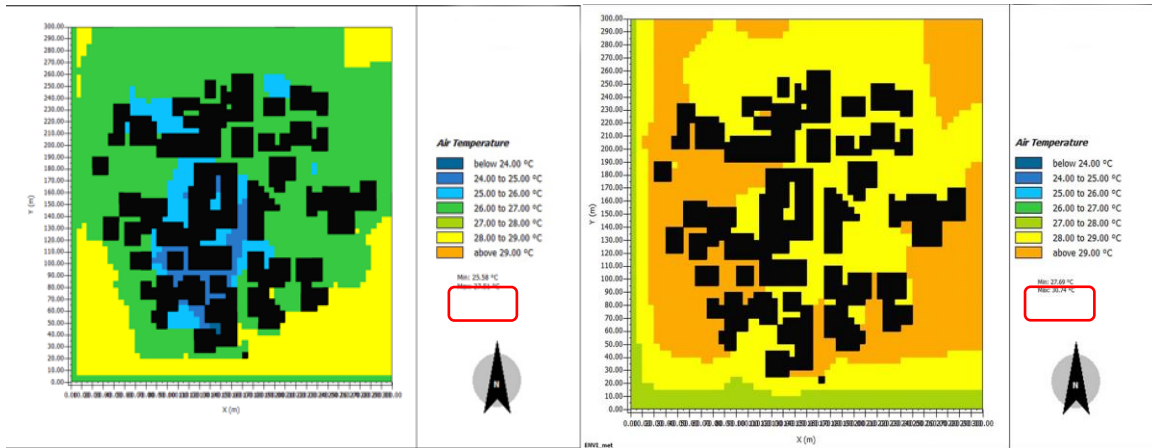 300.00
290.00
280.00
270.00
260.00
250.00
240.00
230.00
220.00
210.00
200.00
190.00
180.00
170.00
160.00
150.00
140.00
130.00
120.00
110.00
100.00
90.00
80.00
70.00
60.00
50.00
40.00
30.00
20.00
10.00
0.00
Y (m)
X (m)
Air Temperature
below 24.00 °C
24.00 to 25.00 °C
25.00 to 26.00 °C
26.00 to 27.00 °C
27.00 to 28.00 °C
28.00 to 29.00 °C
above 29.00 °C
Min: 25.58 °C
N
300.00
290.00
280.00
270.00
260.00
250.00
240.00
230.00
220.00
210.00
200.00
190.00
180.00
170.00
160.00
150.00
140.00
130.00
120.00
110.00
100.00
90.00
80.00
70.00
60.00
50.00
40.00
30.00
20.00
10.00
0.00
Y (m)
X (m)
ENVI_met
Air Temperature
below 24.00 °C
24.00 to 25.00 °C
25.00 to 26.00 °C
26.00 to 27.00 °C
27.00 to 28.00 °C
28.00 to 29.00 °C
above 29.00 °C
Min: 27.69 °C
Max: 30.74 °C
N